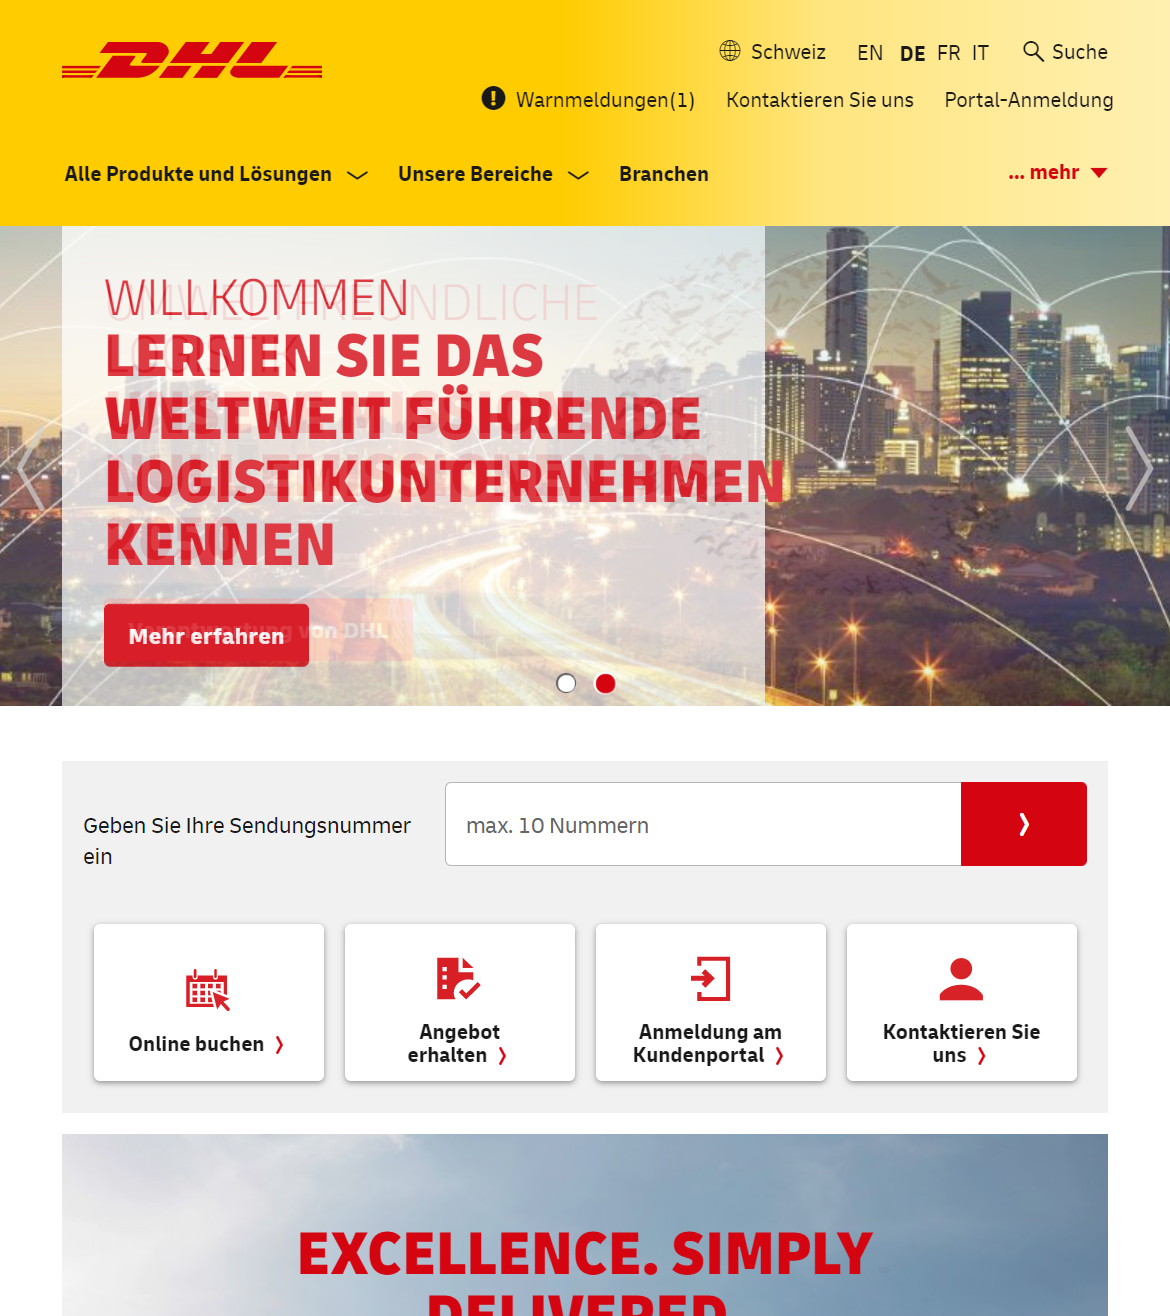 DHL
Schweiz EN DE FR IT Suche
Warnmeldungen(1) Kontaktieren Sie uns Portal-Anmeldung
Alle Produkte und Lösungen Unsere Bereiche Branchen ... mehr
WILLKOMMEN
LERNEN SIE DAS
WELTWEIT FÜHRENDE
LOGISTIKUNTERNEHMEN
KENNEN
Mehr erfahren
Geben Sie Ihre Sendungsnummer
ein
max. 10 Nummern
Online buchen
Angebot
erhalten
Anmeldung am
Kundenportal
Kontaktieren Sie
uns
EXCELLENCE. SIMPLY
DELIVERED